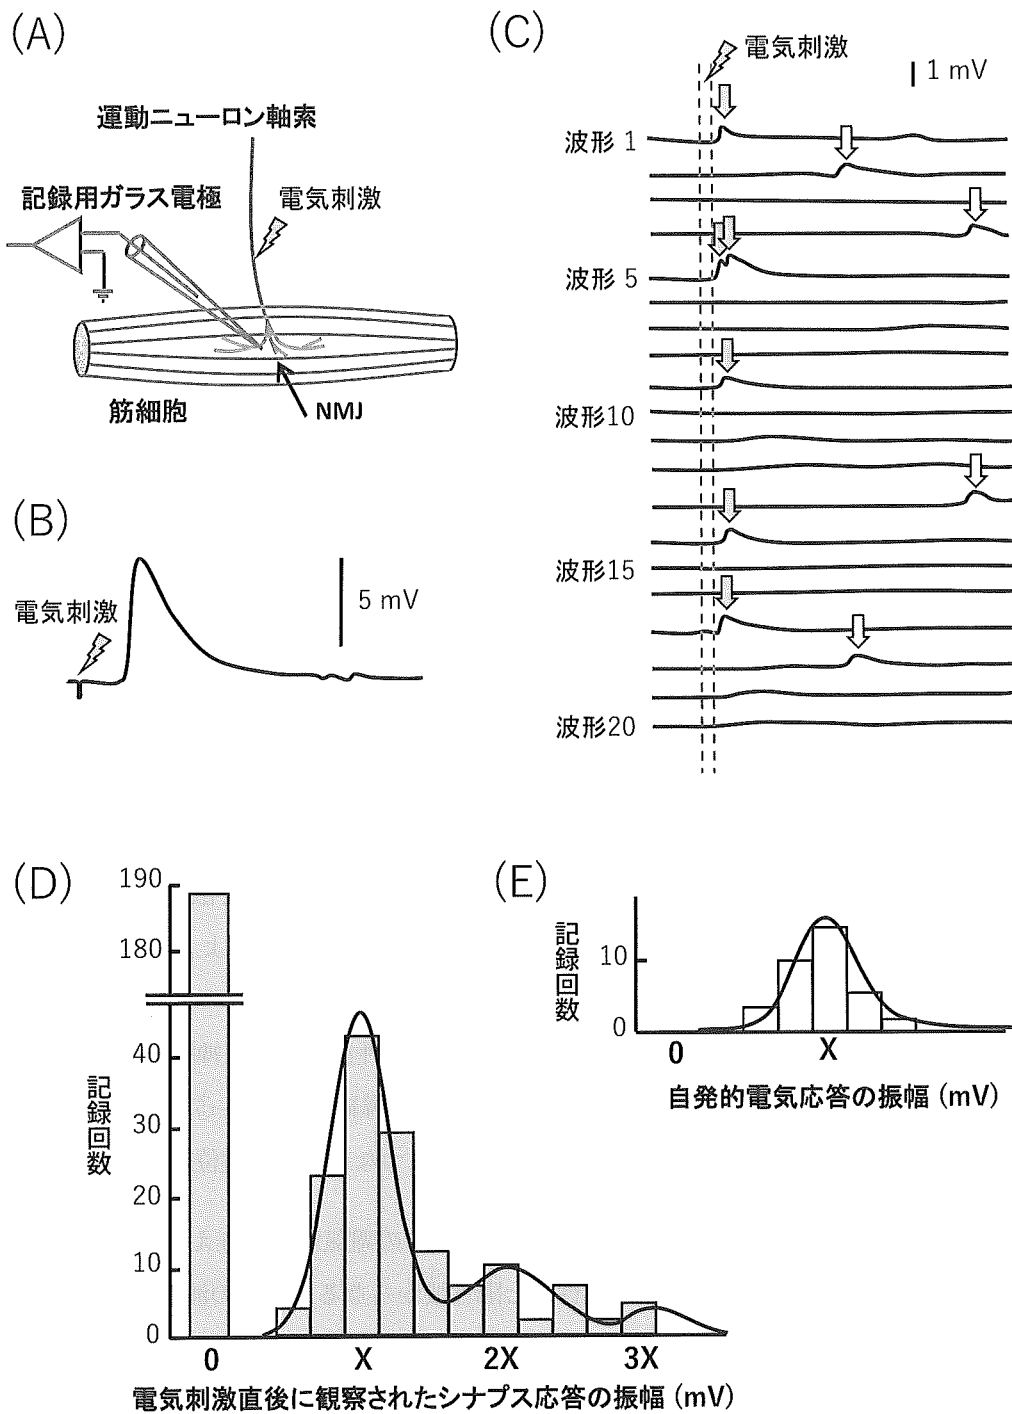 (A)
運動ニューロン軸索
記録用ガラス電極
電気刺激
筋細胞
NMJ
(B)
電気刺激
5 mV
(C)
電気刺激
1 mV
波形 1
波形 5
波形10
波形15
波形20
(D)
190
180
40
30
20
10
0
記録回数
0 X 2X 3X
電気刺激直後に観察されたシナプス応答の振幅 (mV)
(E)
記録回数
10
0
0 X
自発的電気応答の振幅 (mV)